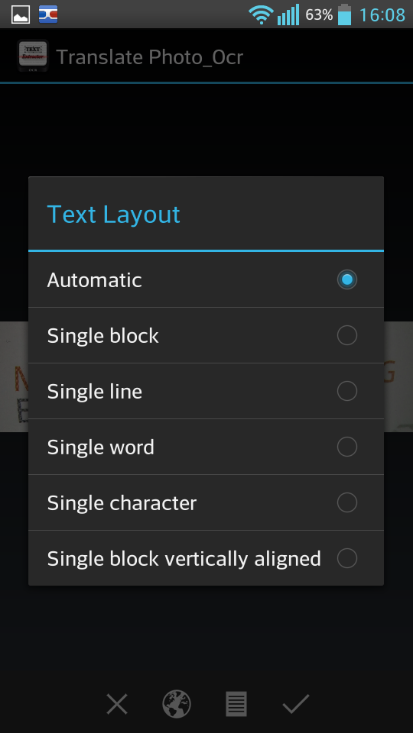 63% 16:08
Translate Photo_Ocr
Text Layout
Automatic
Single block
Single line
Single word
Single character
Single block vertically aligned